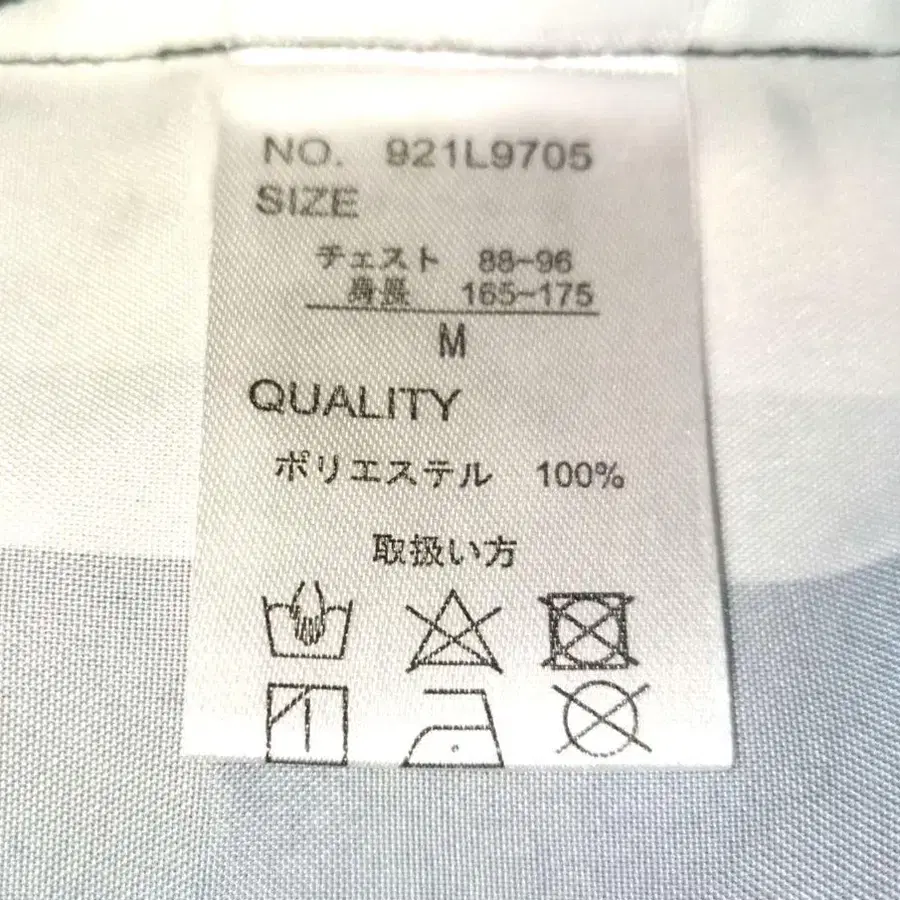 NO. 921L9705
SIZE
チェスト 88~96
身長 165~175
M
QUALITY
ポリエステル 100%
取扱い方